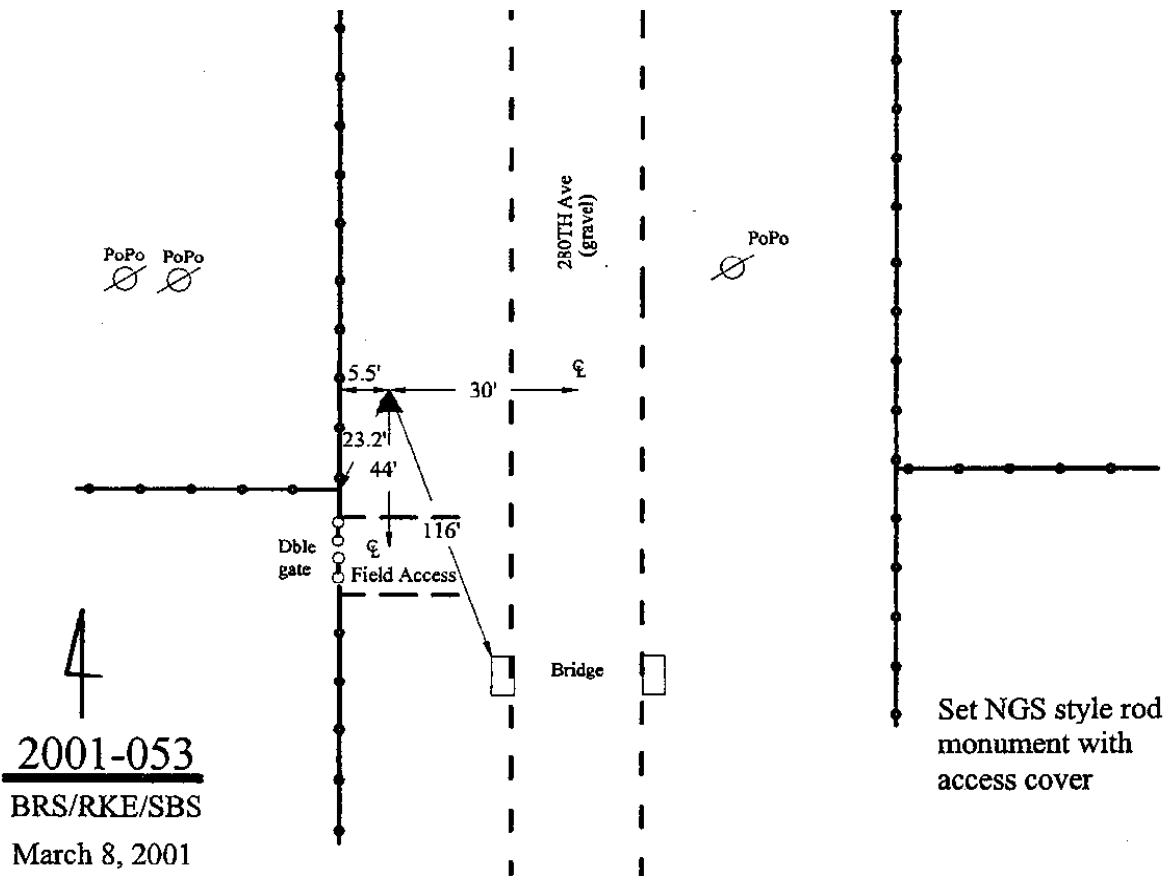 280TH Ave
(gravel)
PoPo
PoPo PoPo
5.5'
30'
℄
23.2'
44'
116'
Dble
gate
℄
Field Access
Bridge
Set NGS style rod
monument with
access cover
2001-053
BRS/RKE/SBS
March 8, 2001